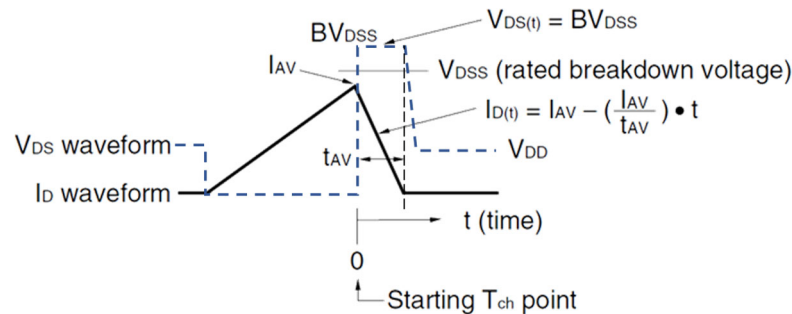 BVDSS
VDS(t) = BVDSS
IAV
VDSS (rated breakdown voltage)
ID(t) = IAV – (IAV/tAV) • t
VDS waveform
tAV
VDD
ID waveform
t (time)
0
Starting Tch point